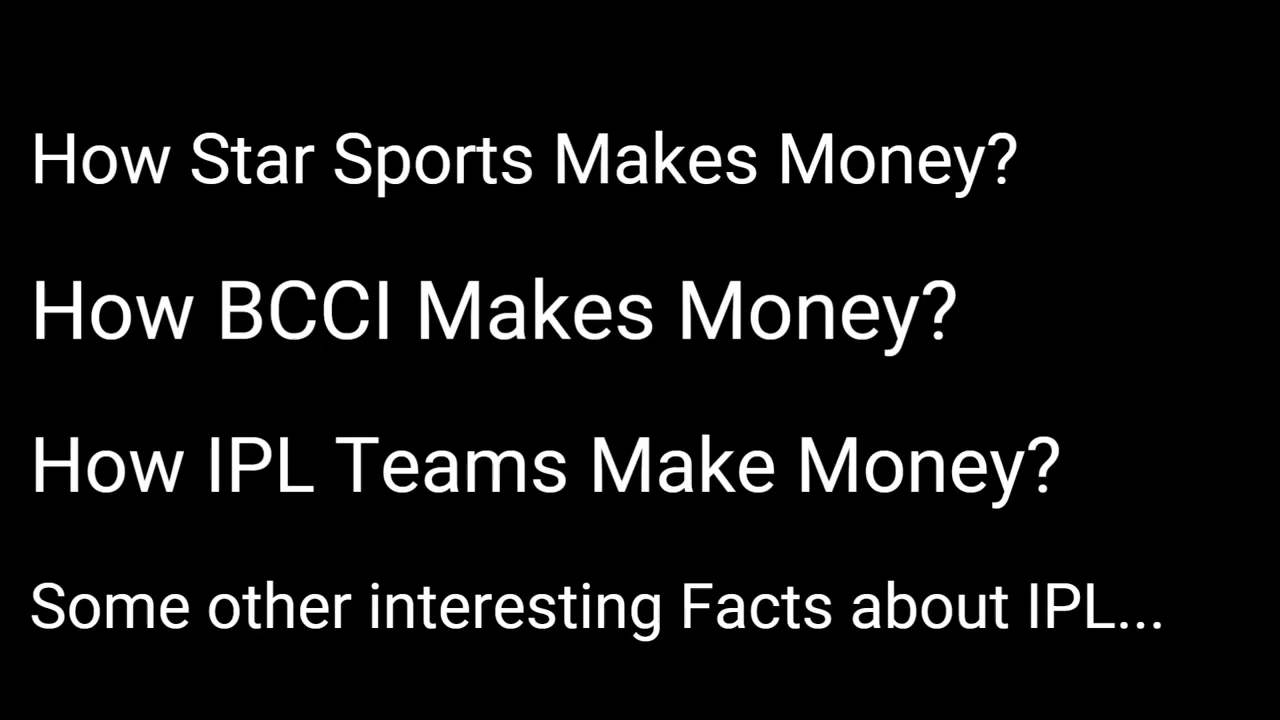 How Star Sports Makes Money?
How BCCI Makes Money?
How IPL Teams Make Money?
Some other interesting Facts about IPL...